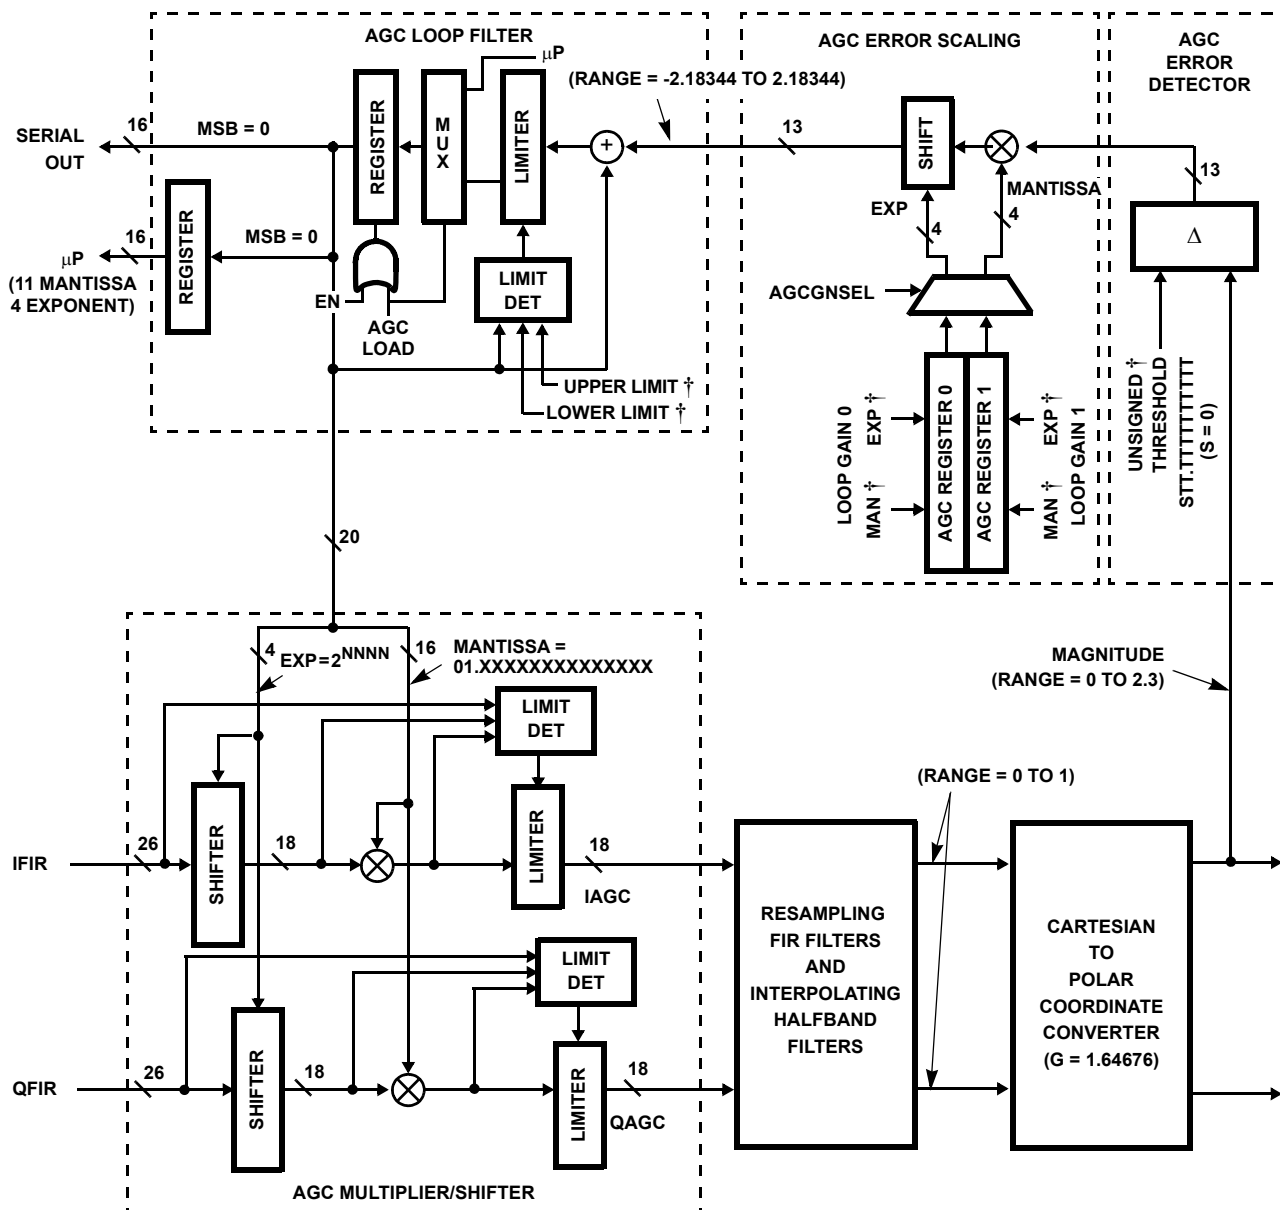 AGC LOOP FILTER
μP
(RANGE = -2.18344 TO 2.18344)
AGC ERROR SCALING
AGC
ERROR
DETECTOR
SERIAL
OUT
16
MSB = 0
REGISTER
MUX
LIMITER
+
13
SHIFT
MANTISSA
EXP
4
4
13
Δ
μP
(11 MANTISSA
4 EXPONENT)
16
REGISTER
MSB = 0
EN
AGC
LOAD
LIMIT
DET
UPPER LIMIT †
LOWER LIMIT †
AGCGNSEL
LOOP GAIN 0
EXP †
MAN †
AGC REGISTER 0
AGC REGISTER 1
EXP †
MAN †
LOOP GAIN 1
UNSIGNED †
THRESHOLD
STT.TTTTTTTTTT
(S = 0)
20
4
EXP=2^NNNN
16
MANTISSA =
01.XXXXXXXXXXXXXX
MAGNITUDE
(RANGE = 0 TO 2.3)
LIMIT
DET
(RANGE = 0 TO 1)
IFIR
26
SHIFTER
18
LIMITER
18
IAGC
RESAMPLING
FIR FILTERS
AND
INTERPOLATING
HALFBAND
FILTERS
CARTESIAN
TO
POLAR
COORDINATE
CONVERTER
(G = 1.64676)
LIMIT
DET
QFIR
26
SHIFTER
18
LIMITER
18
QAGC
AGC MULTIPLIER/SHIFTER